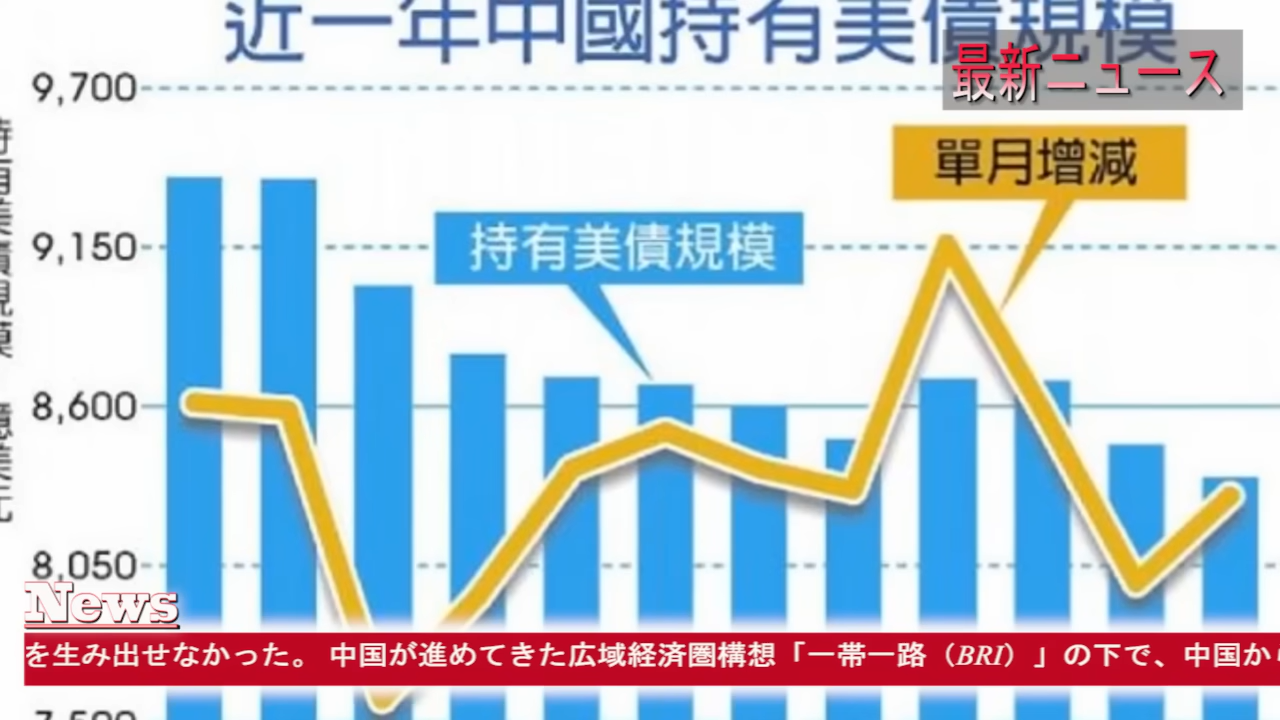 近一年中國持有美債規模
最新ニュース
9,700
單月增減
持有美債規模
9,150
8,600
8,050
News
を生み出せなかった。 中国が進めてきた広域経済圏構想「一帯一路（BRI）」の下で、中国か